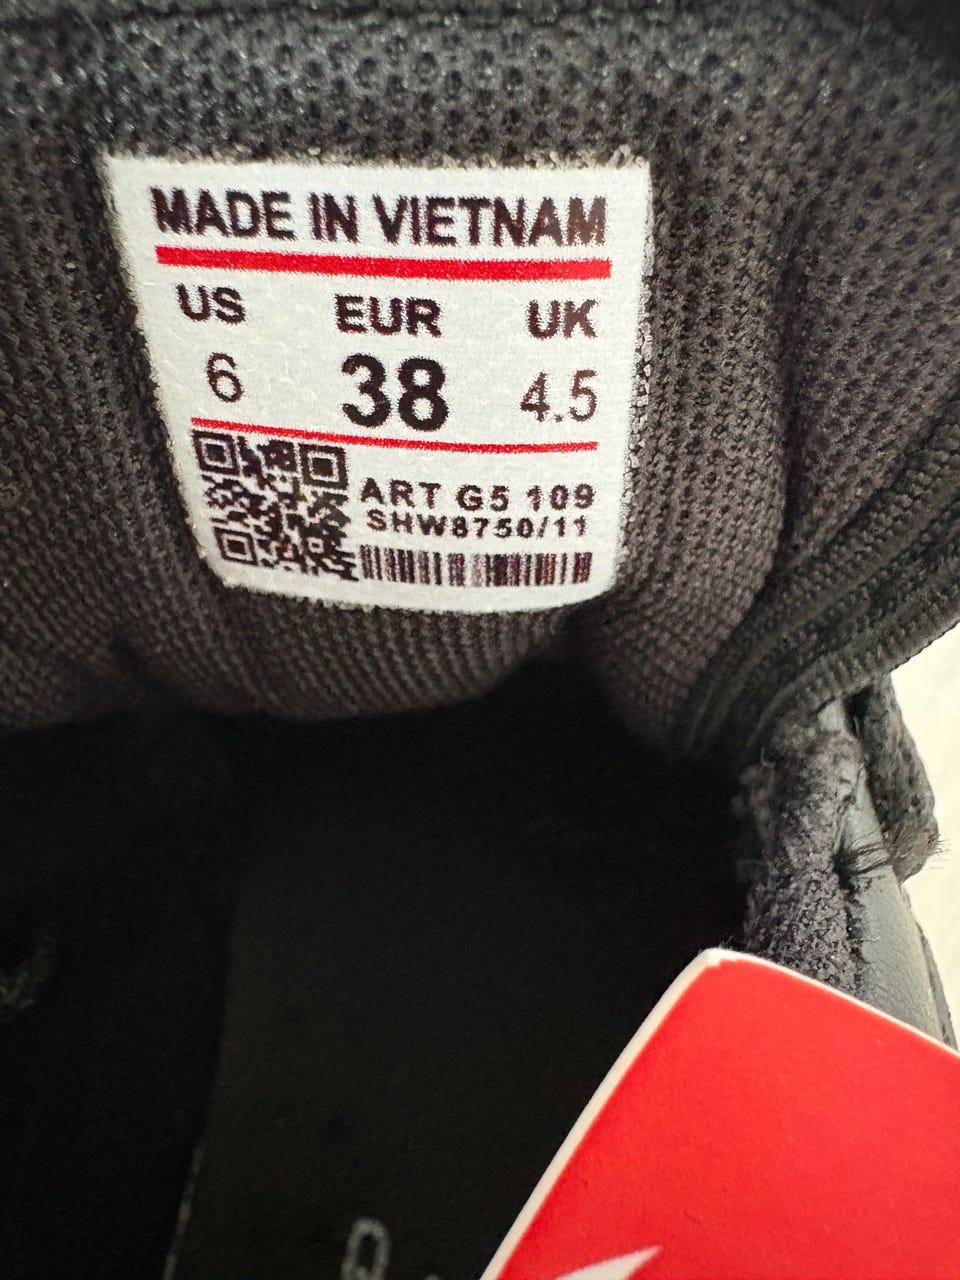 MADE IN VIETNAM
US EUR UK
6 38 4.5
ART G5 109
SHW8750/11